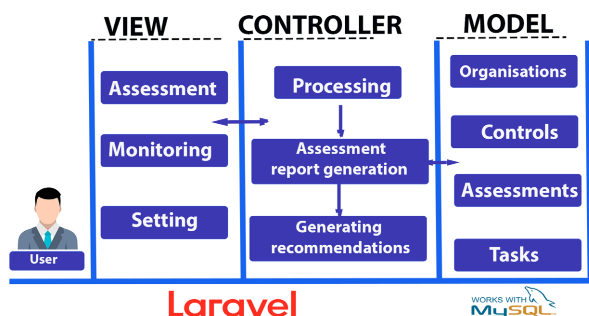 VIEW
CONTROLLER
MODEL
Assessment
Monitoring
Setting
Processing
Assessment
report generation
Generating
recommendations
Organisations
Controls
Assessments
Tasks
User
Laravel
WORKS WITH
MySQL